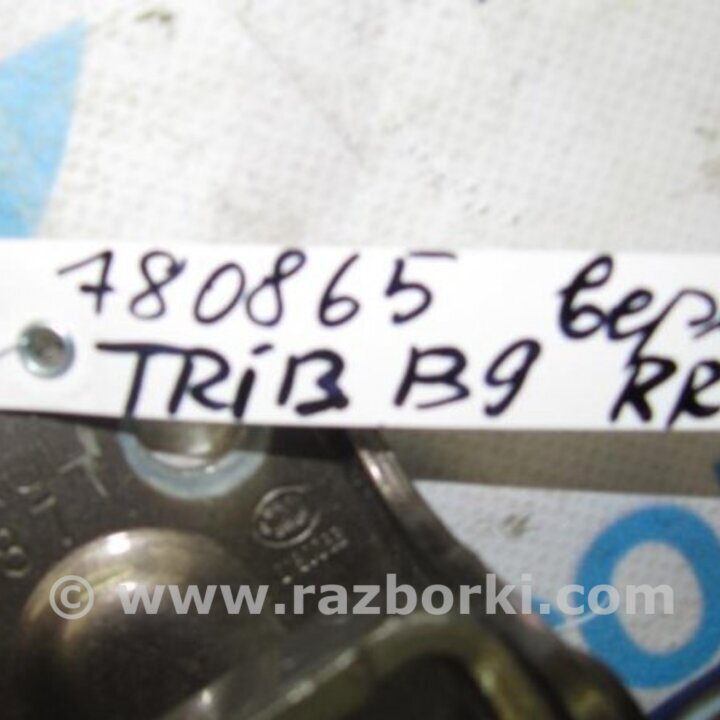 780865 вер
TRiB B9 RR
© www.razborki.com